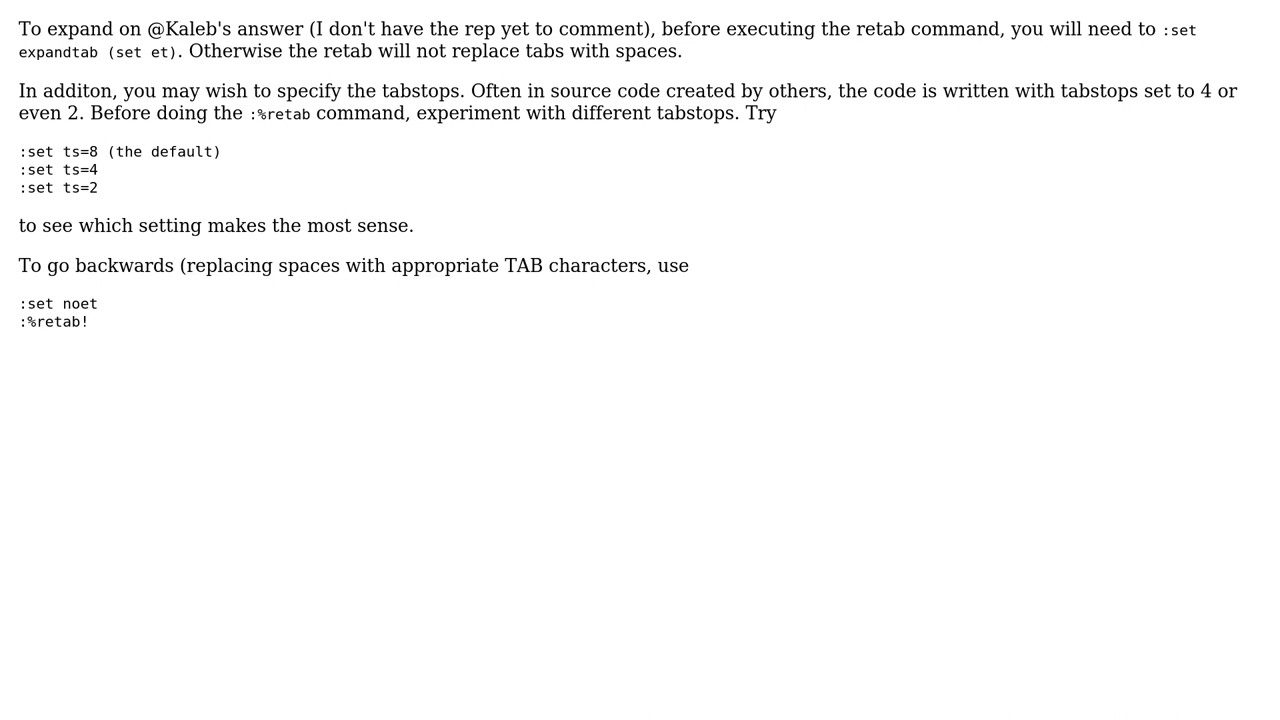 To expand on @Kaleb's answer (I don't have the rep yet to comment), before executing the retab command, you will need to :set
expandtab (set et). Otherwise the retab will not replace tabs with spaces.
In additon, you may wish to specify the tabstops. Often in source code created by others, the code is written with tabstops set to 4 or
even 2. Before doing the :%retab command, experiment with different tabstops. Try
:set ts=8 (the default)
:set ts=4
:set ts=2
to see which setting makes the most sense.
To go backwards (replacing spaces with appropriate TAB characters, use
:set noet
:%retab!